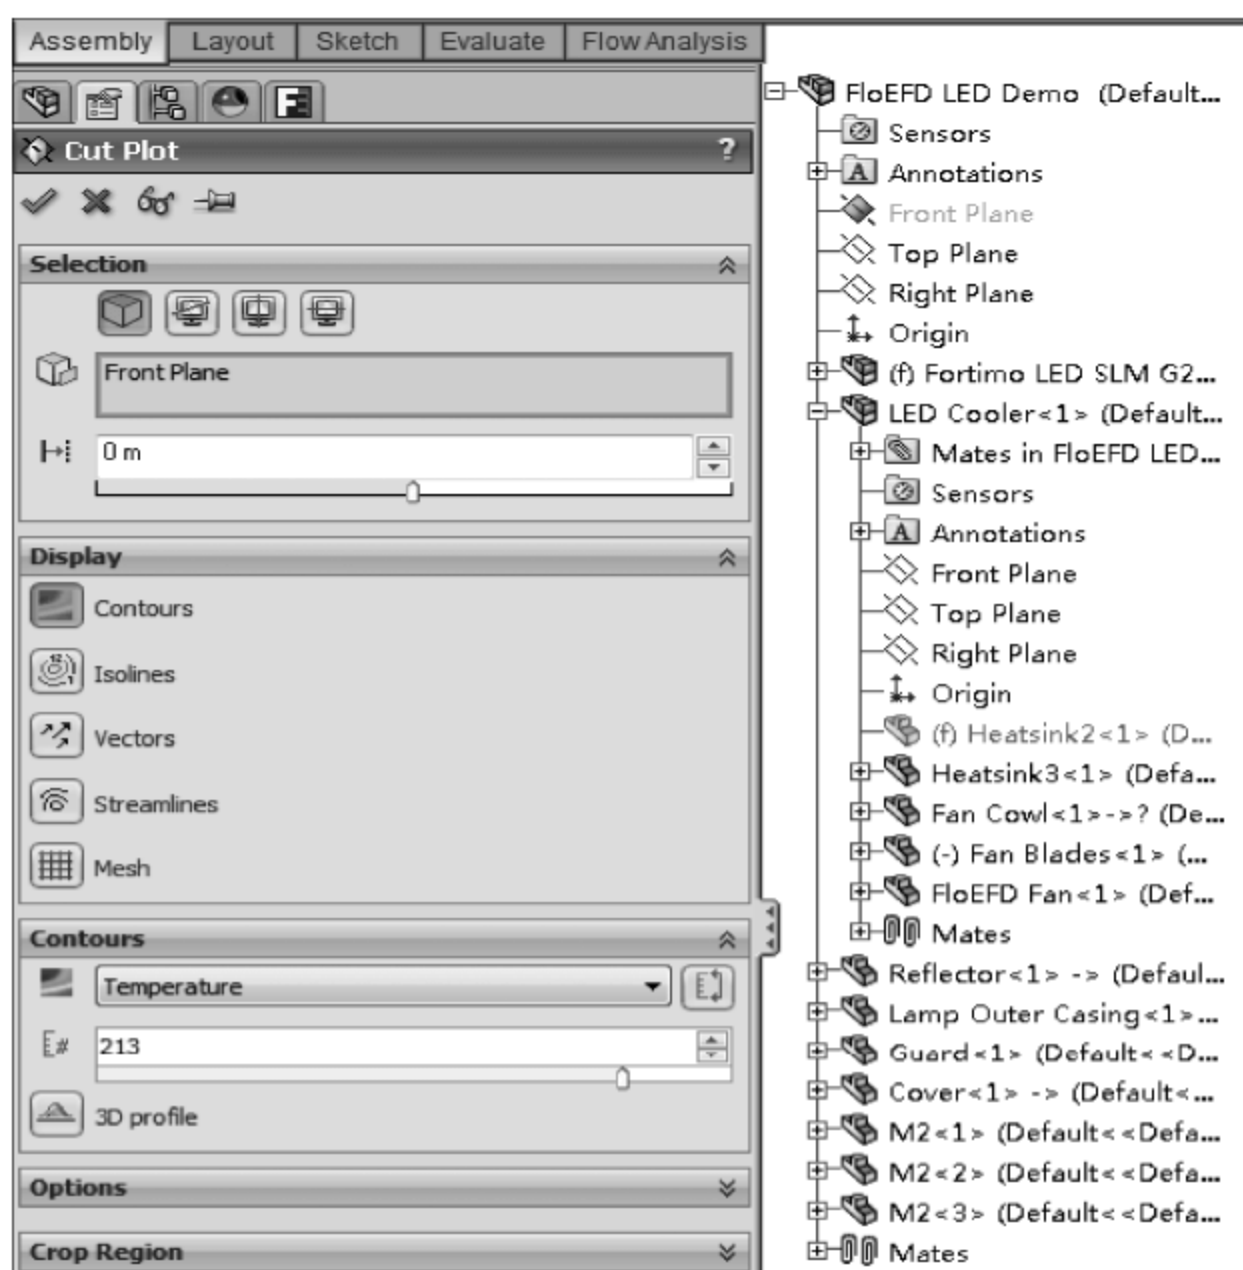 Assembly Layout Sketch Evaluate Flow Analysis
Cut Plot ?
Selection
Front Plane
0 m
Display
Contours
Isolines
Vectors
Streamlines
Mesh
Contours
Temperature
213
3D profile
Options
Crop Region
FloEFD LED Demo (Default...
Sensors
Annotations
Front Plane
Top Plane
Right Plane
Origin
(f) Fortimo LED SLM G2...
LED Cooler<1> (Default...
Mates in FloEFD LED...
Sensors
Annotations
Front Plane
Top Plane
Right Plane
Origin
(f) Heatsink2<1> (D...
Heatsink3<1> (Defa...
Fan Cowl<1>->? (De...
(-) Fan Blades<1> (...
FloEFD Fan<1> (Def...
Mates
Reflector<1> -> (Defaul...
Lamp Outer Casing<1>...
Guard<1> (Default<<D...
Cover<1> -> (Default<...
M2<1> (Default<<Defa...
M2<2> (Default<<Defa...
M2<3> (Default<<Defa...
Mates